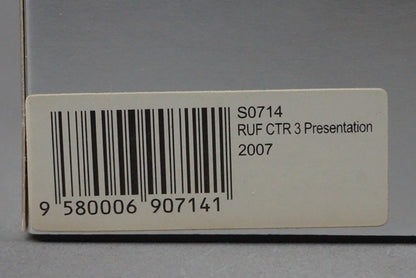 S0714
RUF CTR 3 Presentation
2007
9 580006 907141